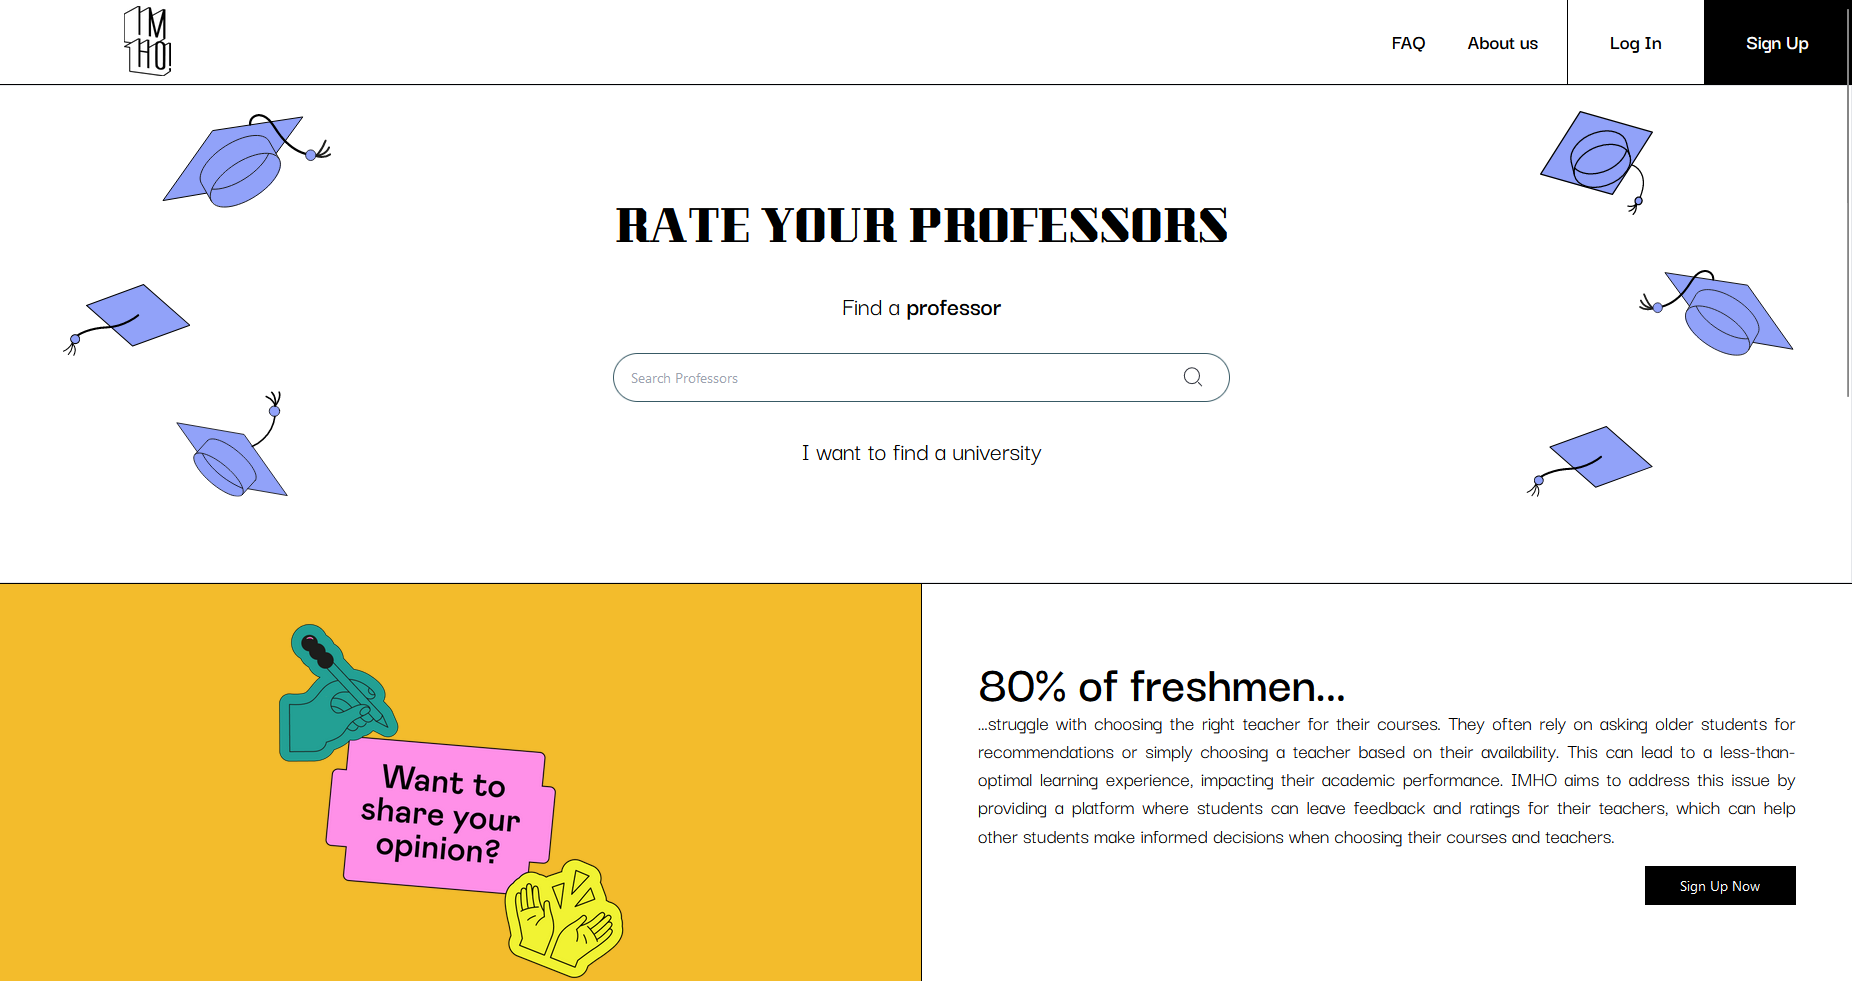 IM
HO!
FAQ
About us
Log In
Sign Up
RATE YOUR PROFESSORS
Find a professor
Search Professors
I want to find a university
Want to
share your
opinion?
80% of freshmen...
...struggle with choosing the right teacher for their courses. They often rely on asking older students for
recommendations or simply choosing a teacher based on their availability. This can lead to a less-than-
optimal learning experience, impacting their academic performance. IMHO aims to address this issue by
providing a platform where students can leave feedback and ratings for their teachers, which can help
other students make informed decisions when choosing their courses and teachers.
Sign Up Now